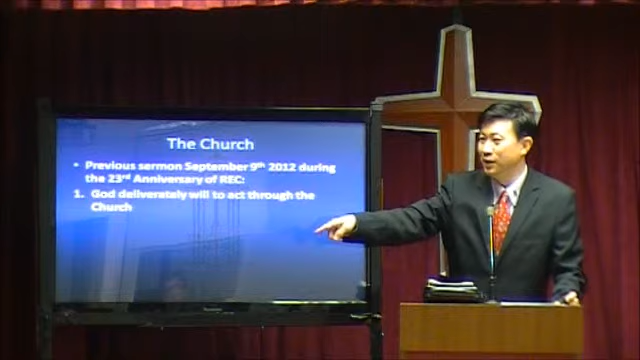 The Church
• Previous sermon September 9th 2012 during
the 23rd Anniversary of REC:
1. God deliverately will to act through the
Church